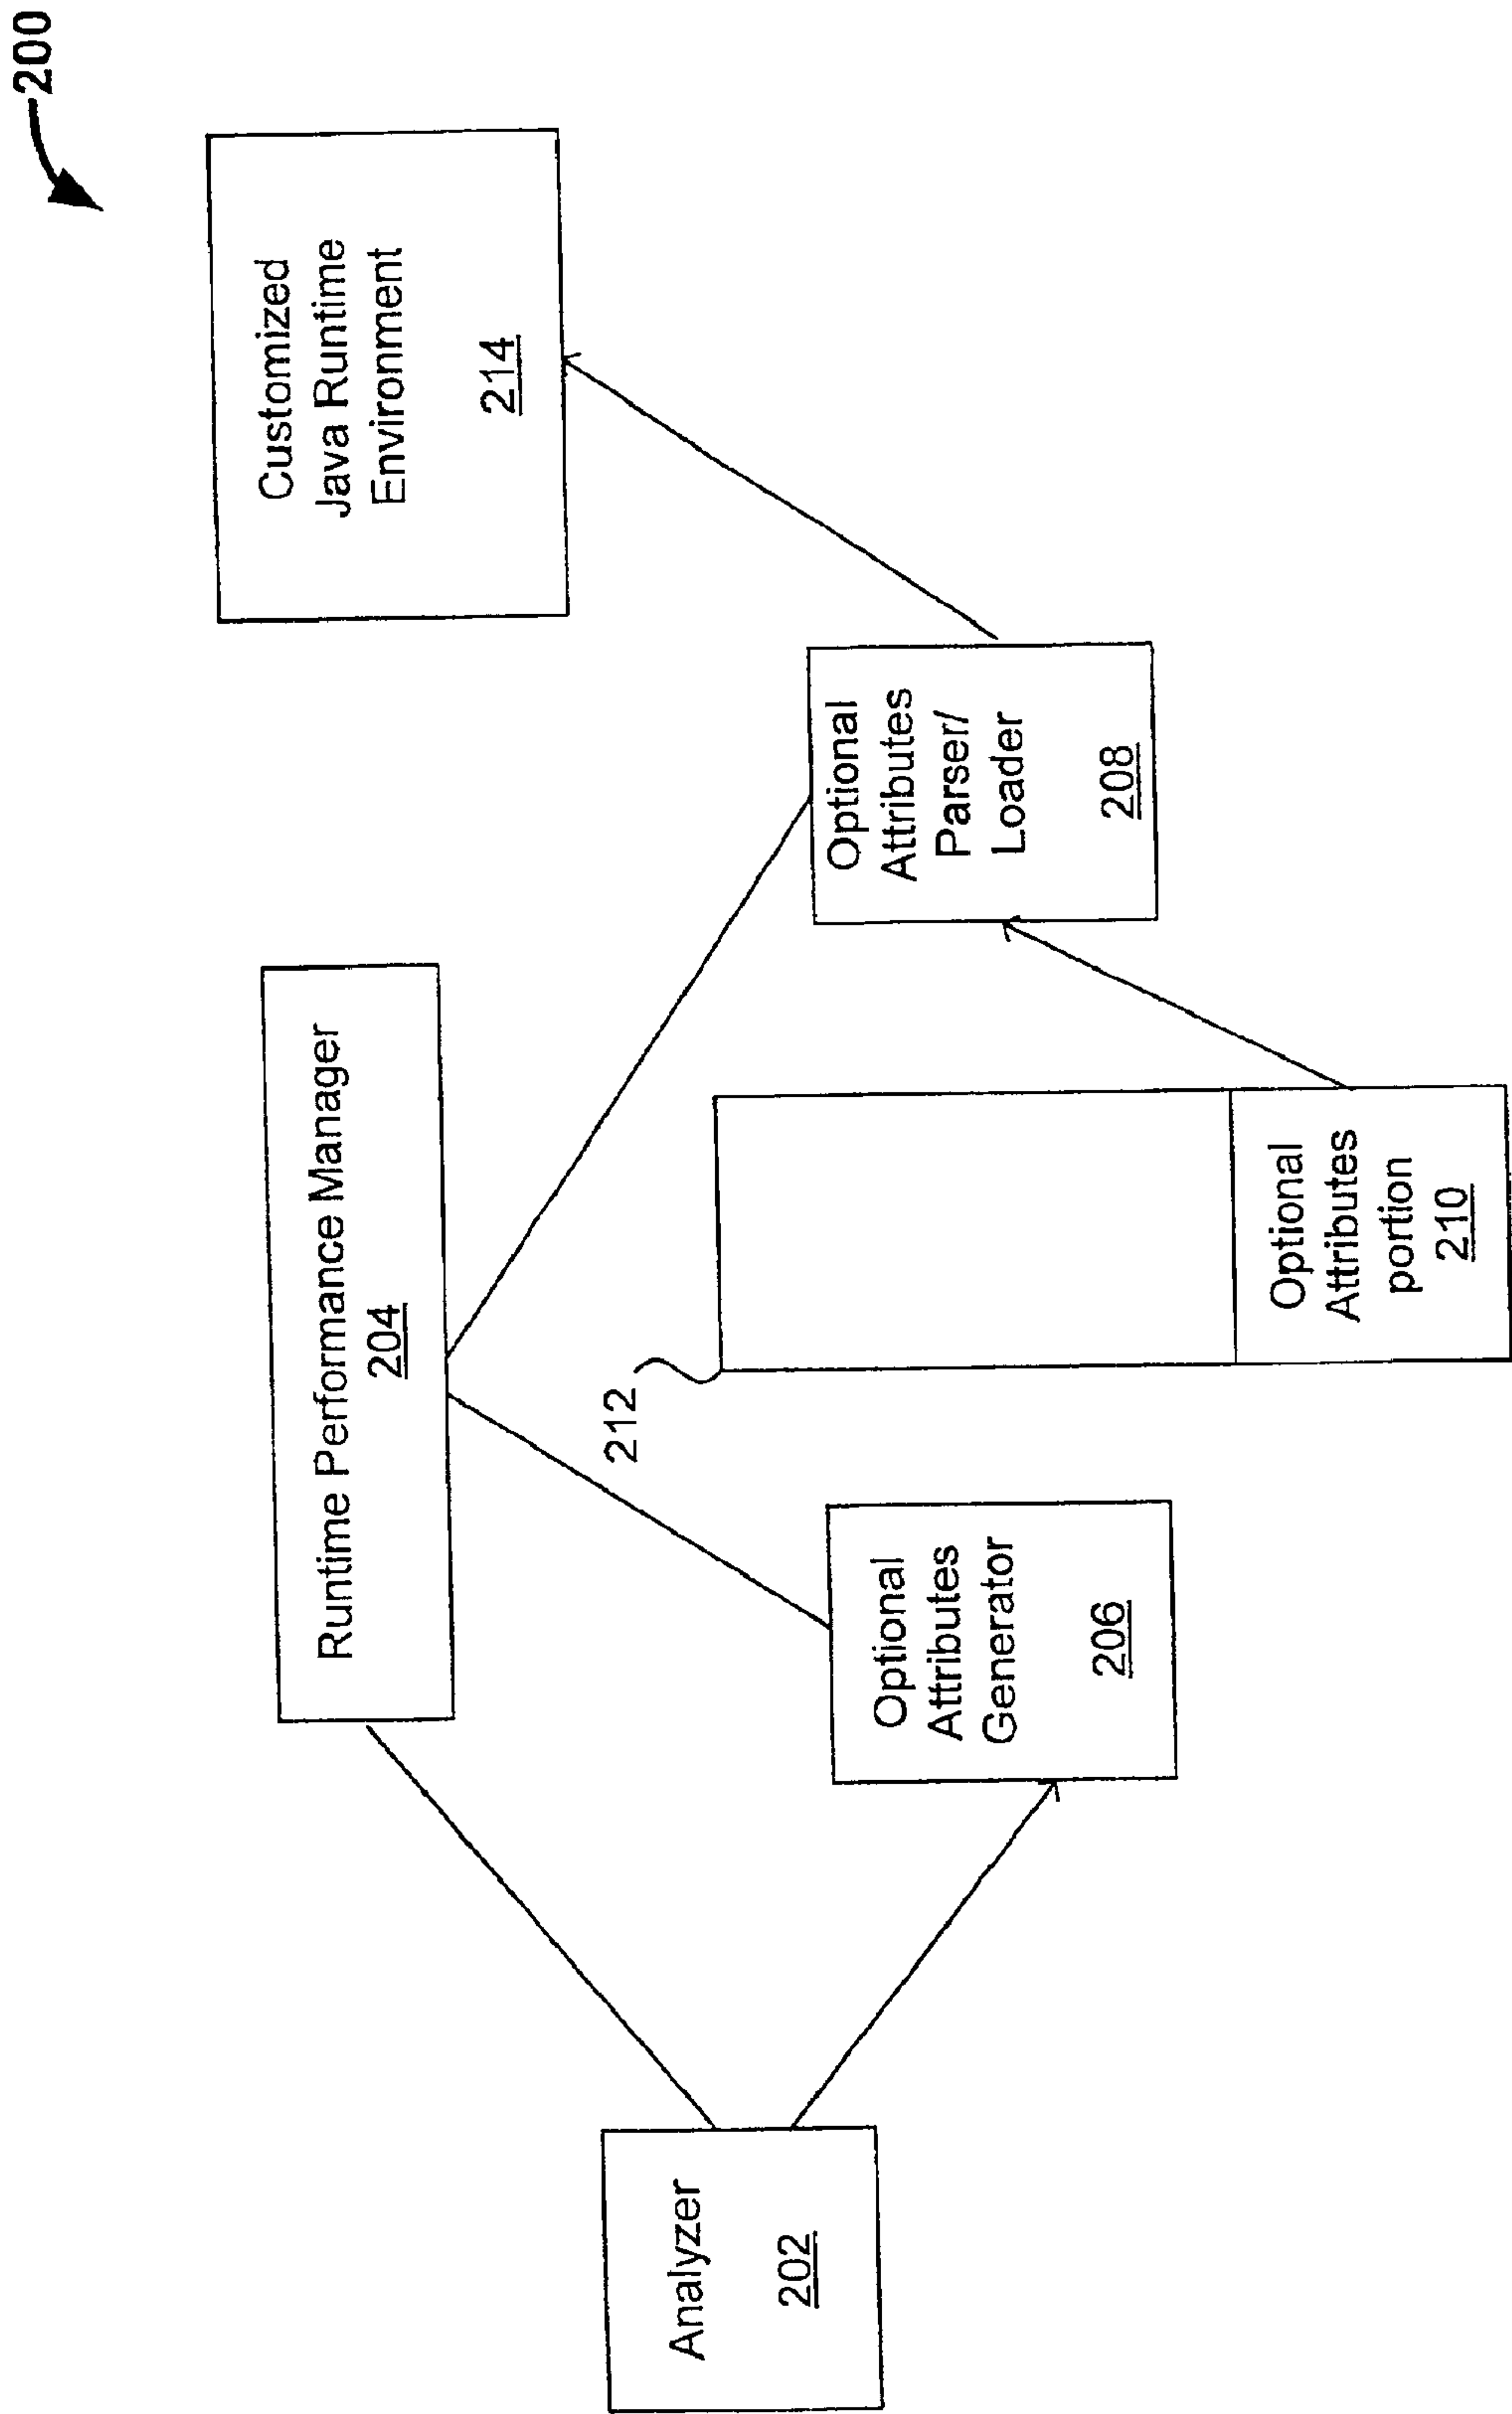 200
Customized
Java Runtime
Environment
214
Runtime Performance Manager
204
Optional
Attributes
Parser/
Loader
208
212
Optional
Attributes
portion
210
Optional
Attributes
Generator
206
Analyzer
202